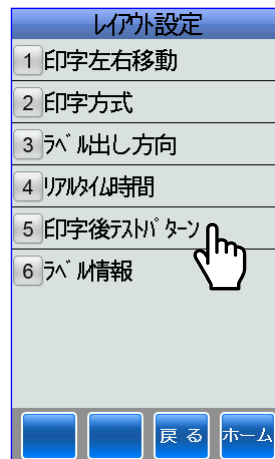 ﾚｲｱｳﾄ設定
1 印字左右移動
2 印字方式
3 ﾗﾍﾞﾙ出し方向
4 ﾘｱﾙﾀｲﾑ時間
5 印字後ﾃｽﾄﾊﾟﾀｰﾝ
6 ﾗﾍﾞﾙ情報
戻る ホーム